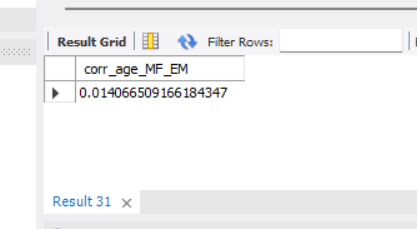 Result Grid Filter Rows:
corr_age_MF_EM
0.014066509166184347
Result 31 ×